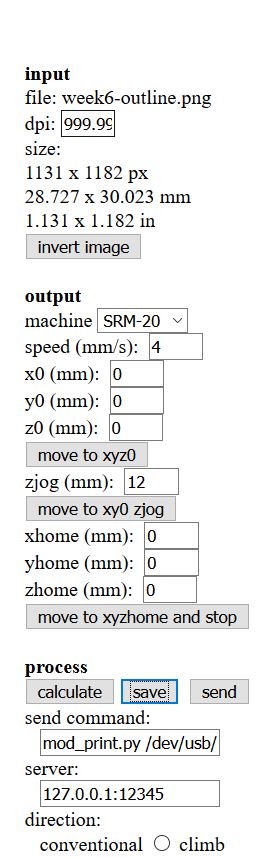 input
file: week6-outline.png
dpi: 999.99
size:
1131 x 1182 px
28.727 x 30.023 mm
1.131 x 1.182 in
invert image
output
machine SRM-20
speed (mm/s): 4
x0 (mm): 0
y0 (mm): 0
z0 (mm): 0
move to xyz0
zjog (mm): 12
move to xy0 zjog
xhome (mm): 0
yhome (mm): 0
zhome (mm): 0
move to xyzhome and stop
process
calculate save send
send command:
mod_print.py /dev/usb/
server:
127.0.0.1:12345
direction:
conventional climb